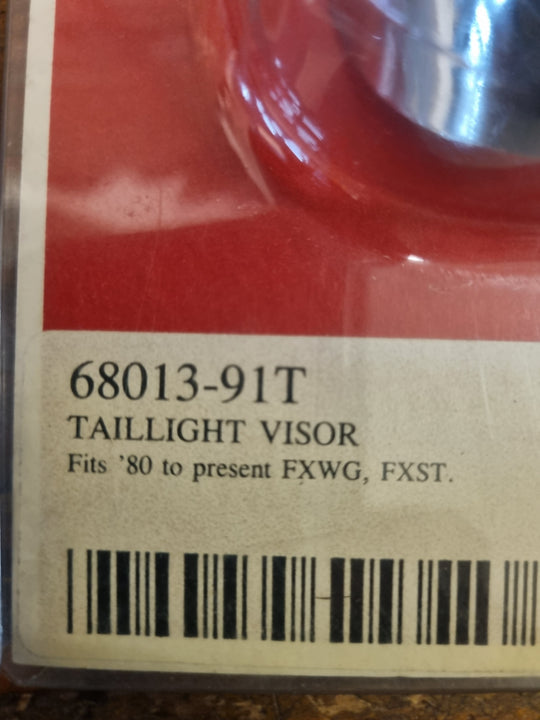 68013-91T
TAILLIGHT VISOR
Fits '80 to present FXWG, FXST.